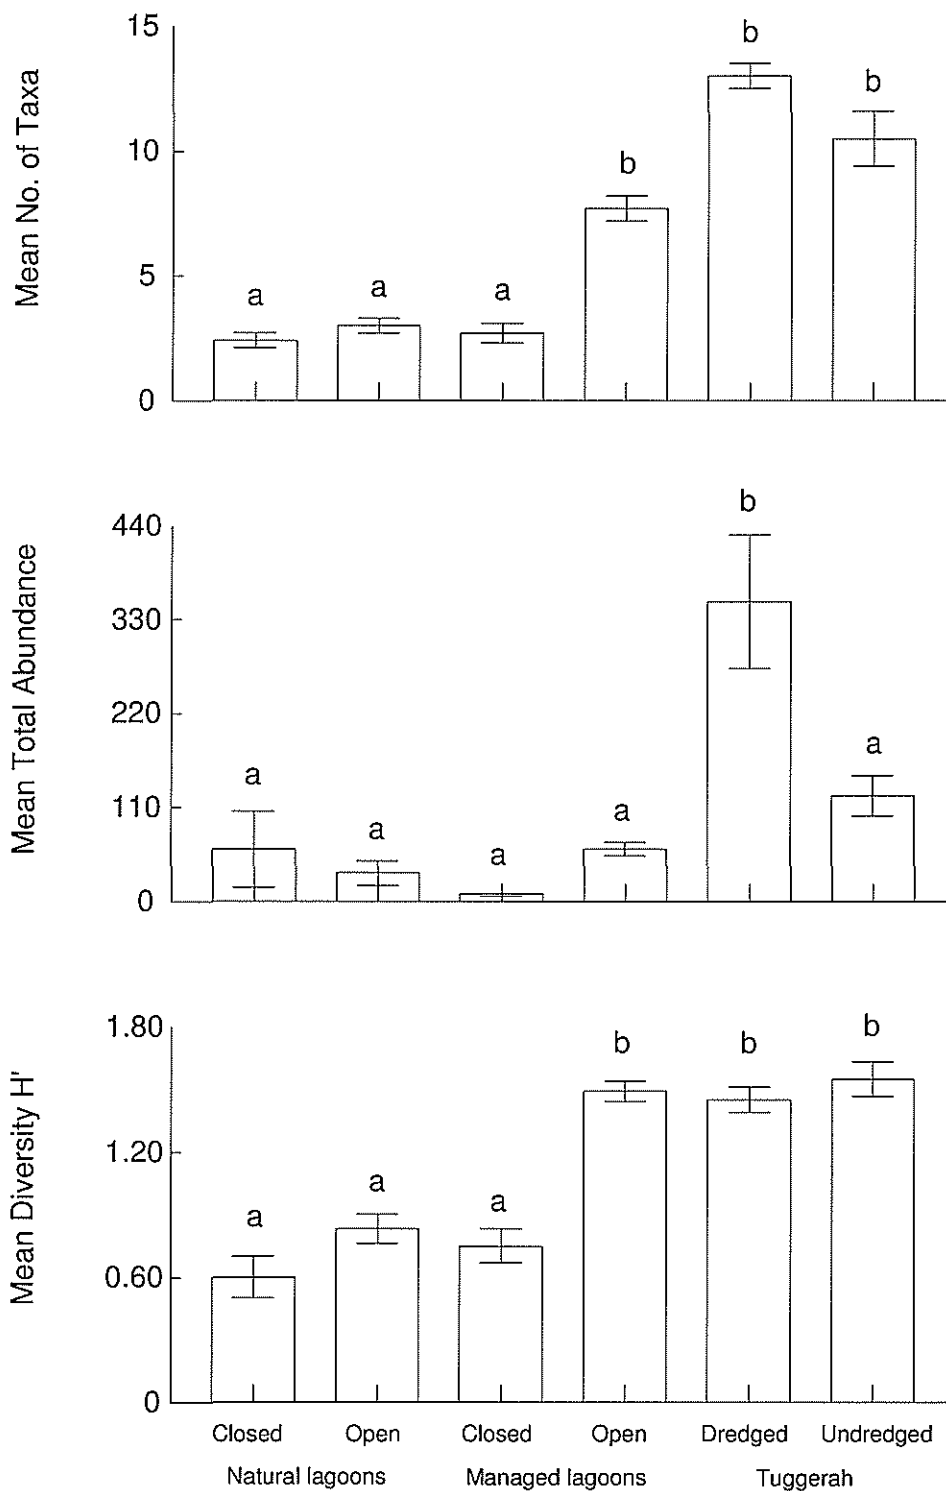 Mean No. of Taxa
15
10
5
0
a
a
a
b
b
b
Mean Total Abundance
440
330
220
110
0
a
a
a
a
b
a
Mean Diversity H'
1.80
1.20
0.60
0
a
a
a
b
b
b
Closed Open Closed Open Dredged Undredged
Natural lagoons Managed lagoons Tuggerah